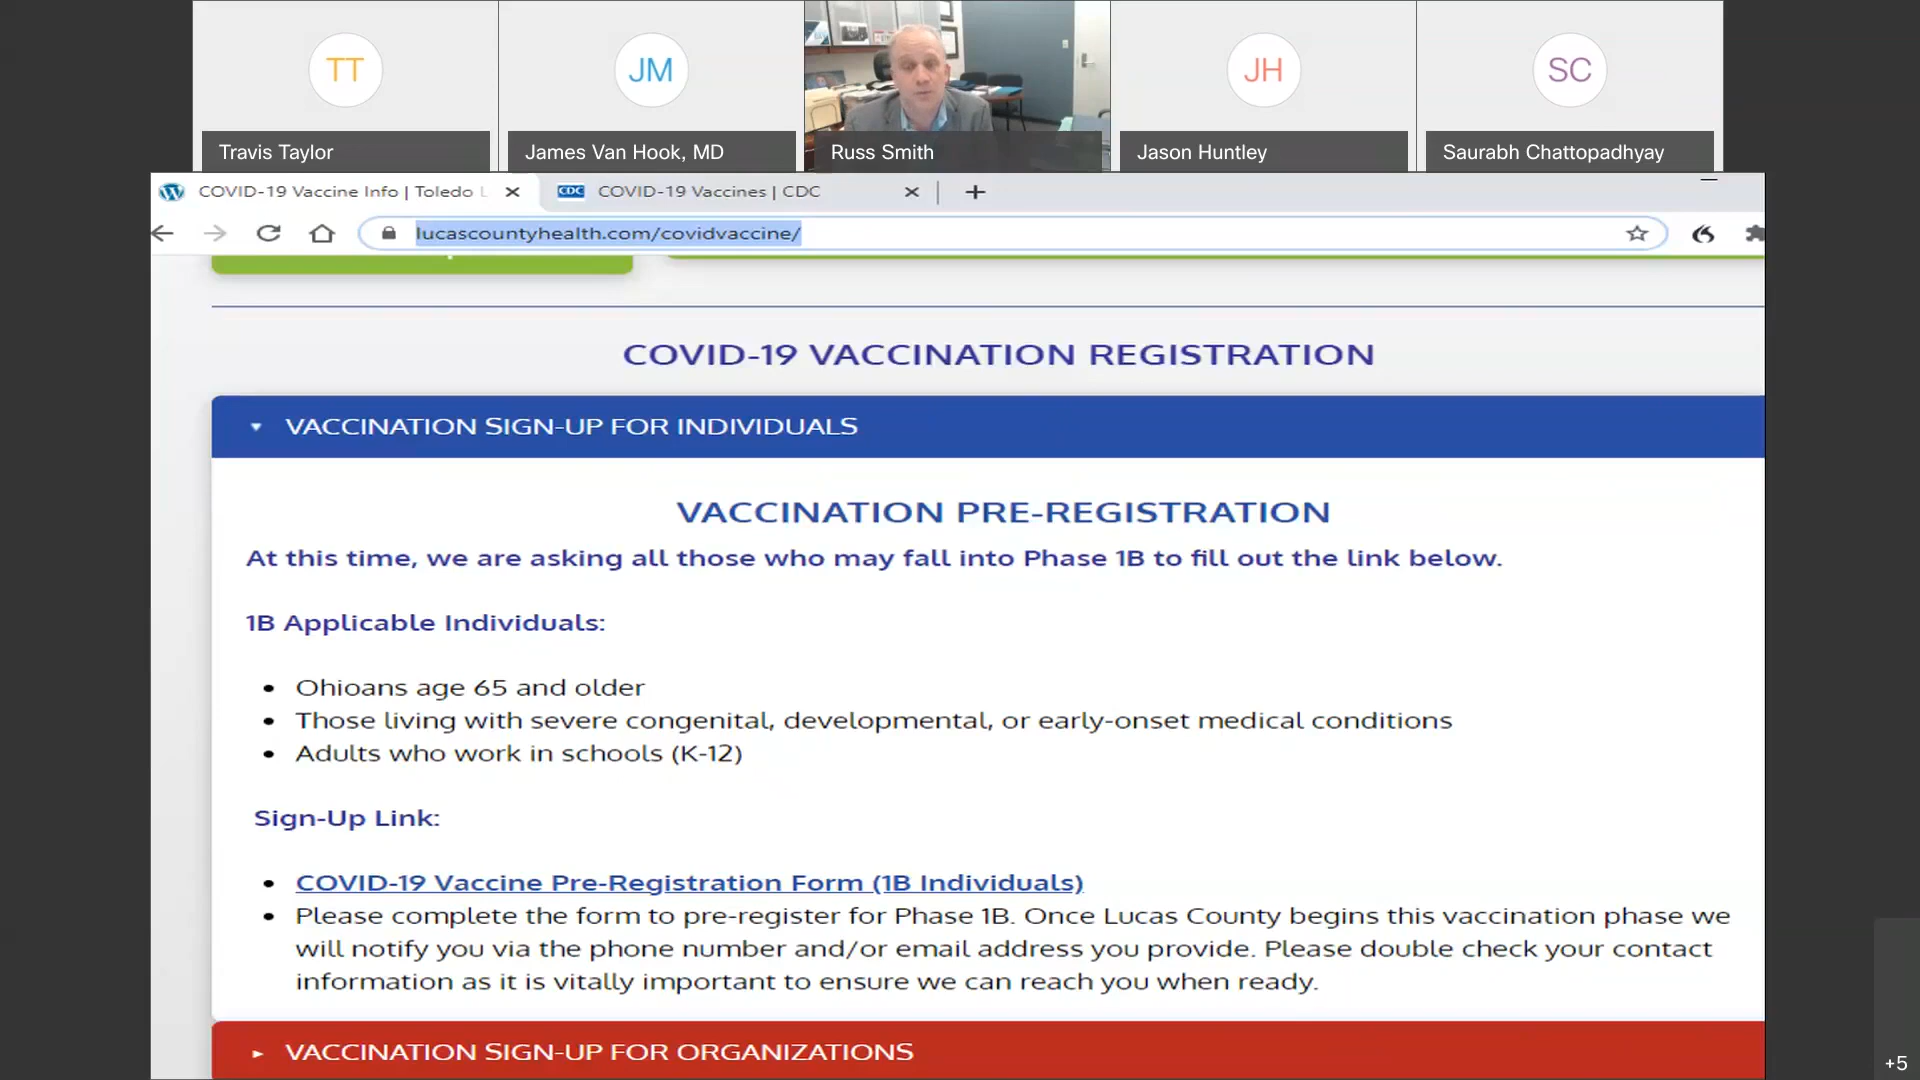 TT
JM
JH
SC
Travis Taylor
James Van Hook, MD
Russ Smith
Jason Huntley
Saurabh Chattopadhyay
COVID-19 Vaccine Info | Toledo L
CDC
COVID-19 Vaccines | CDC
lucascountyhealth.com/covidvaccine/
COVID-19 VACCINATION REGISTRATION
VACCINATION SIGN-UP FOR INDIVIDUALS
VACCINATION PRE-REGISTRATION
At this time, we are asking all those who may fall into Phase 1B to fill out the link below.
1B Applicable Individuals:
• Ohioans age 65 and older
• Those living with severe congenital, developmental, or early-onset medical conditions
• Adults who work in schools (K-12)
Sign-Up Link:
• COVID-19 Vaccine Pre-Registration Form (1B Individuals)
• Please complete the form to pre-register for Phase 1B. Once Lucas County begins this vaccination phase we
will notify you via the phone number and/or email address you provide. Please double check your contact
information as it is vitally important to ensure we can reach you when ready.
VACCINATION SIGN-UP FOR ORGANIZATIONS
+5